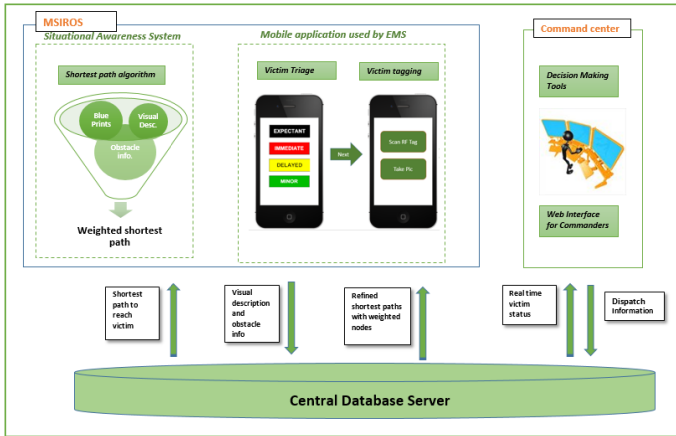 MSIROS
Situational Awareness System
Shortest path algorithm
Blue
Prints
Visual
Desc.
Obstacle
info.
Weighted shortest
path
Mobile application used by EMS
Victim Triage
Victim tagging
EXPECTANT
IMMEDIATE
DELAYED
MINOR
Next
Scan RF Tag
Take Pic
Command center
Decision Making
Tools
Web Interface
for Commanders
Shortest
path to
reach
victim
Visual
description
and
obstacle
info
Refined
shortest paths
with weighted
nodes
Real time
victim
status
Dispatch
Information
Central Database Server